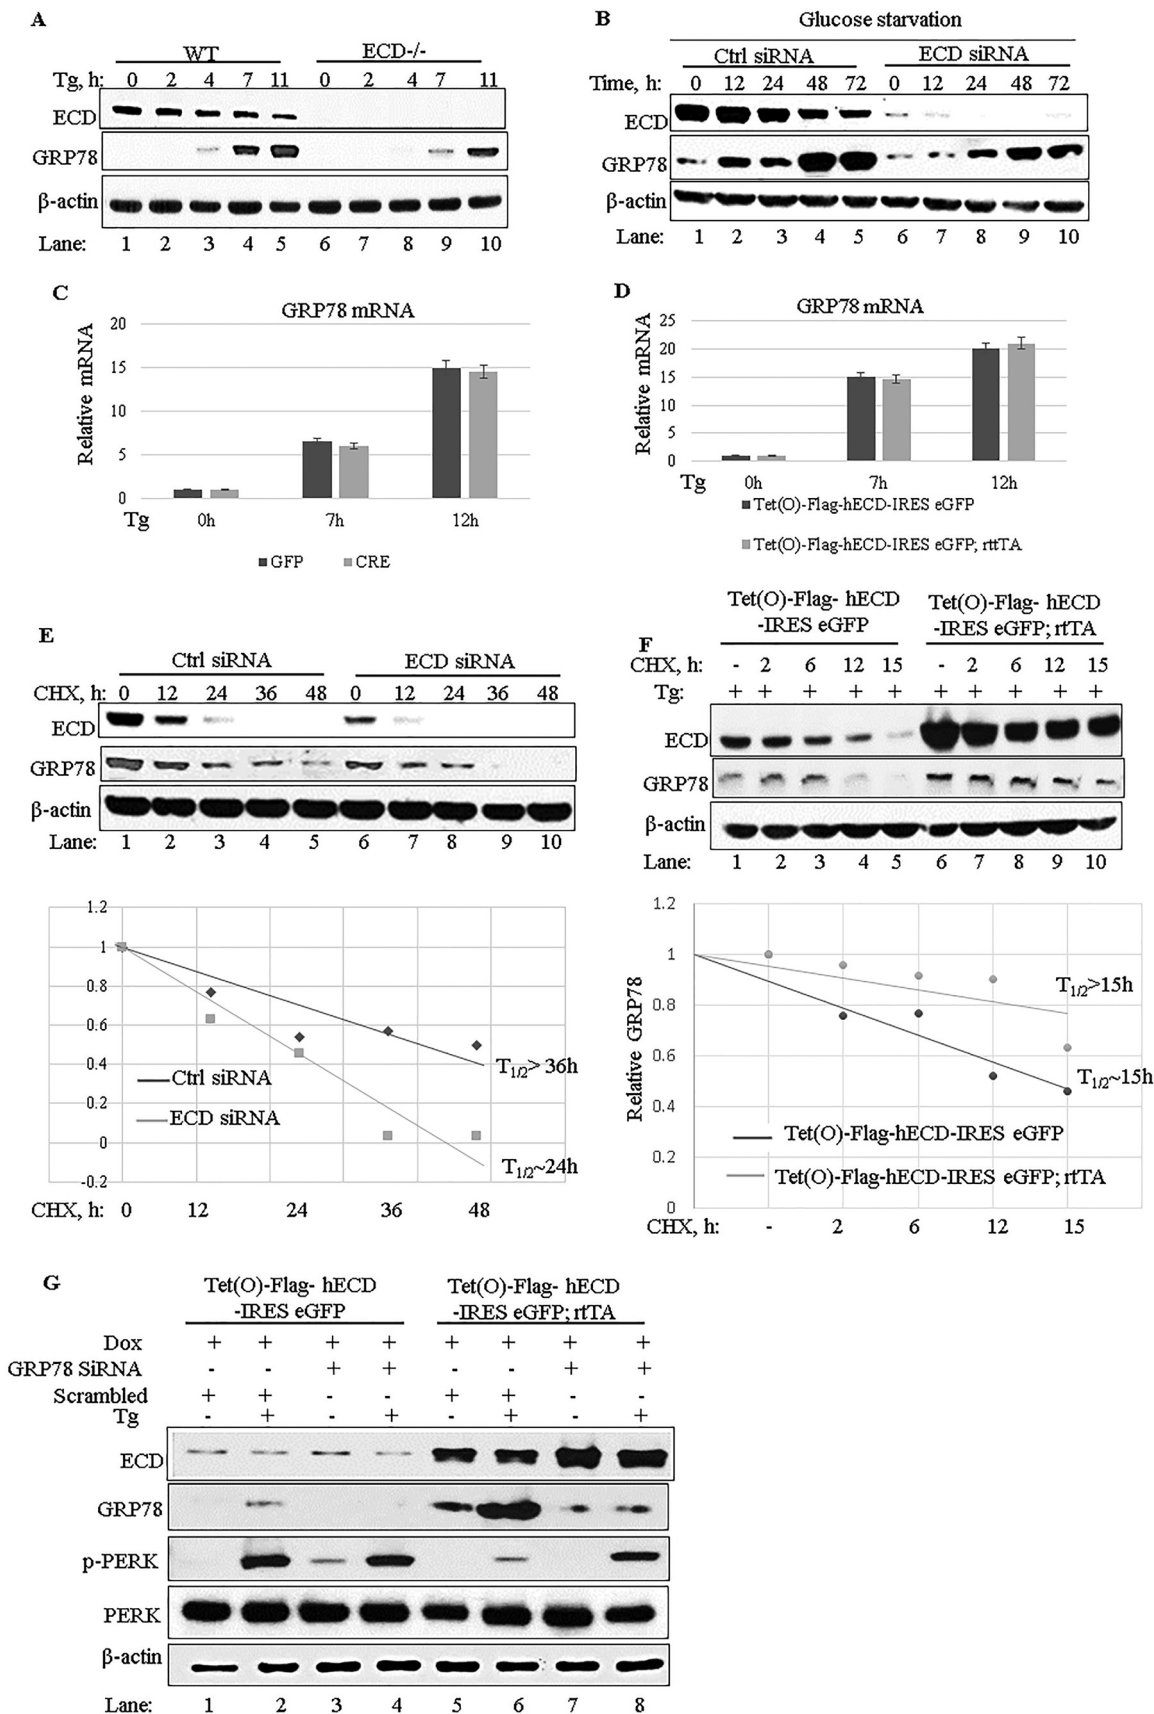 A
WT ECD-/-
Tg, h: 0 2 4 7 11 0 2 4 7 11
ECD
GRP78
β-actin
Lane: 1 2 3 4 5 6 7 8 9 10
B
Glucose starvation
Ctrl siRNA ECD siRNA
Time, h: 0 12 24 48 72 0 12 24 48 72
ECD
GRP78
β-actin
Lane: 1 2 3 4 5 6 7 8 9 10
C
GRP78 mRNA
Relative mRNA
20
15
10
5
0
Tg 0h 7h 12h
GFP CRE
D
GRP78 mRNA
Relative mRNA
25
20
15
10
5
0
Tg 0h 7h 12h
Tet(O)-Flag-hECD-IRES eGFP
Tet(O)-Flag-hECD-IRES eGFP; rttTA
E
Ctrl siRNA ECD siRNA
CHX, h: 0 12 24 36 48 0 12 24 36 48
ECD
GRP78
β-actin
Lane: 1 2 3 4 5 6 7 8 9 10
1.2
1
0.8
0.6
0.4
0.2
0
-0.2
T1/2> 36h
Ctrl siRNA
ECD siRNA
T1/2~24h
CHX, h: 0 12 24 36 48
F
Tet(O)-Flag- hECD
-IRES eGFP
Tet(O)-Flag- hECD
-IRES eGFP; rtTA
CHX, h: - 2 6 12 15 - 2 6 12 15
Tg: + + + + + + + + + +
ECD
GRP78
β-actin
Lane: 1 2 3 4 5 6 7 8 9 10
Relative GRP78
1.2
1
0.8
0.6
0.4
0.2
0
T1/2>15h
T1/2~15h
Tet(O)-Flag-hECD-IRES eGFP
Tet(O)-Flag-hECD-IRES eGFP; rtTA
CHX, h: - 2 6 12 15
G
Tet(O)-Flag- hECD
-IRES eGFP
Tet(O)-Flag- hECD
-IRES eGFP; rtTA
Dox + + + + + + + +
GRP78 SiRNA - - + + - - + +
Scrambled + + - - + + - -
Tg - + - + - + - +
ECD
GRP78
p-PERK
PERK
β-actin
Lane: 1 2 3 4 5 6 7 8